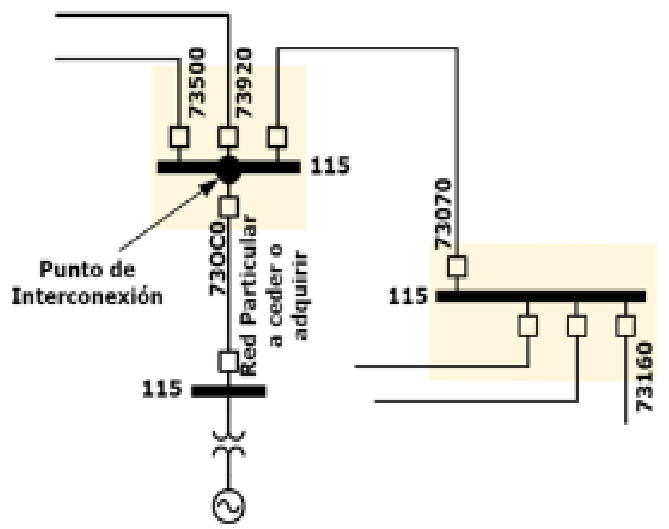 73500
73920
115
73OC0
Red Particular
a ceder o
adquirir
Punto de
Interconexión
115
73070
115
73160